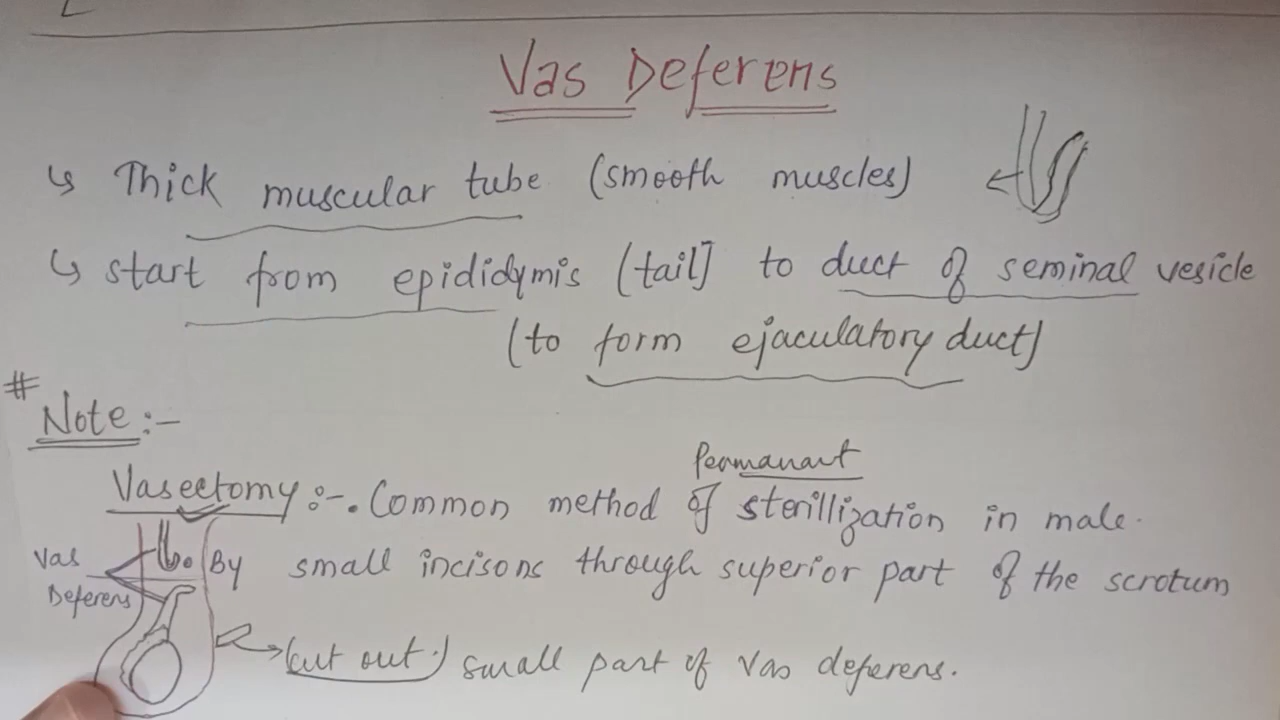 Vas Deferens
↳ Thick muscular tube (smooth muscles)
↳ start from epididymis (tail] to duct of seminal vesicle
(to form ejaculatory duct)
# Note:-
Permanant
Vasectomy :- . Common method of sterillization in male.
. By small incisons through superior part of the scrotum
Vas
Deferens
(cut out.) small part of vas deferens.